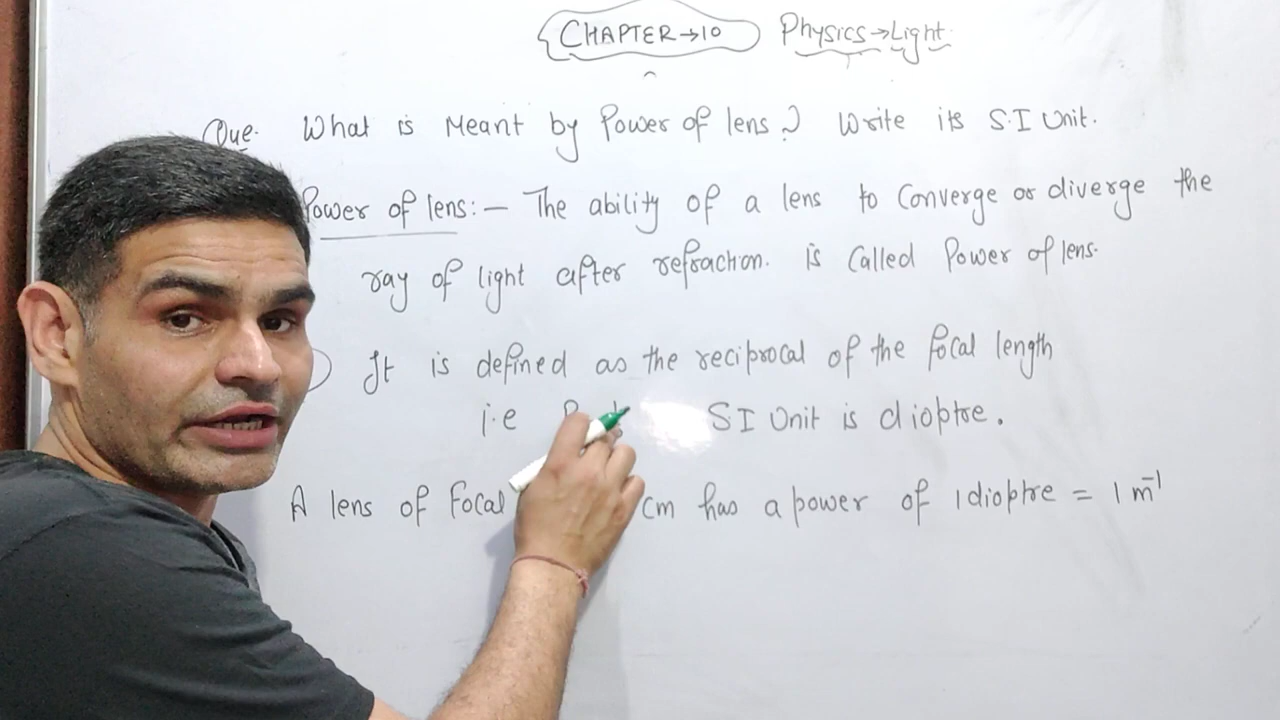 CHAPTER→10 Physics→Light
Que. What is Meant by Power of lens? Write its S.I Unit.
Power of lens:— The ability of a lens to Converge or diverge the
ray of light after refraction. is Called Power of lens.
It is defined as the reciprocal of the focal length
i.e SI Unit is dioptre.
A lens of Focal cm has a power of 1dioptre = 1 m⁻¹